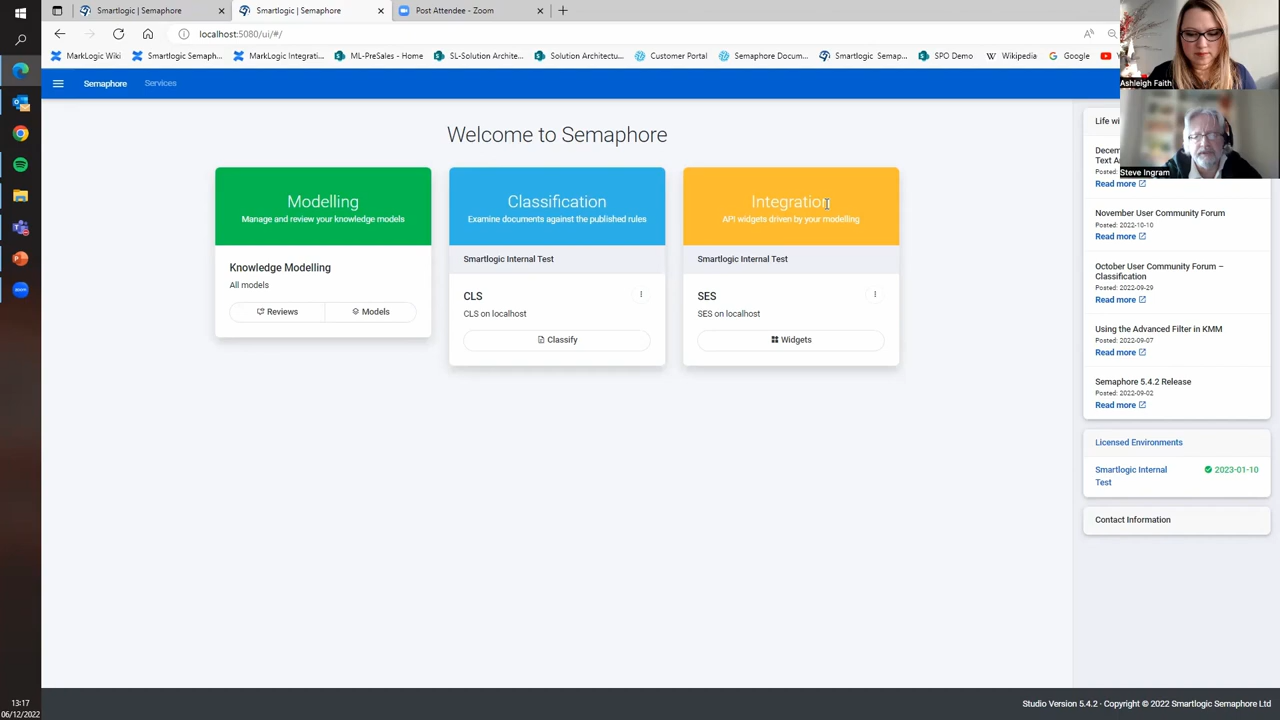 Smartlogic | Semaphore
Smartlogic | Semaphore
Post Attendee - Zoom
localhost:5080/ui/#/
MarkLogic Wiki
Smartlogic Semaph...
MarkLogic Integrati...
ML-PreSales - Home
SL-Solution Archite...
Solution Architectu...
Customer Portal
Semaphore Docum...
Smartlogic Semap...
SPO Demo
Wikipedia
Google
Semaphore
Services
Ashleigh Faith
Steve Ingram
Welcome to Semaphore
Modelling
Manage and review your knowledge models
Knowledge Modelling
All models
Reviews
Models
Classification
Examine documents against the published rules
Smartlogic Internal Test
CLS
CLS on localhost
Classify
Integration
API widgets driven by your modelling
Smartlogic Internal Test
SES
SES on localhost
Widgets
Life wi
Decem
Text A
Posted:
Read more
November User Community Forum
Posted: 2022-10-10
Read more
October User Community Forum –
Classification
Posted: 2022-09-29
Read more
Using the Advanced Filter in KMM
Posted: 2022-09-07
Read more
Semaphore 5.4.2 Release
Posted: 2022-09-02
Read more
Licensed Environments
Smartlogic Internal
Test
2023-01-10
Contact Information
13:17
06/12/2022
Studio Version 5.4.2 · Copyright © 2022 Smartlogic Semaphore Ltd